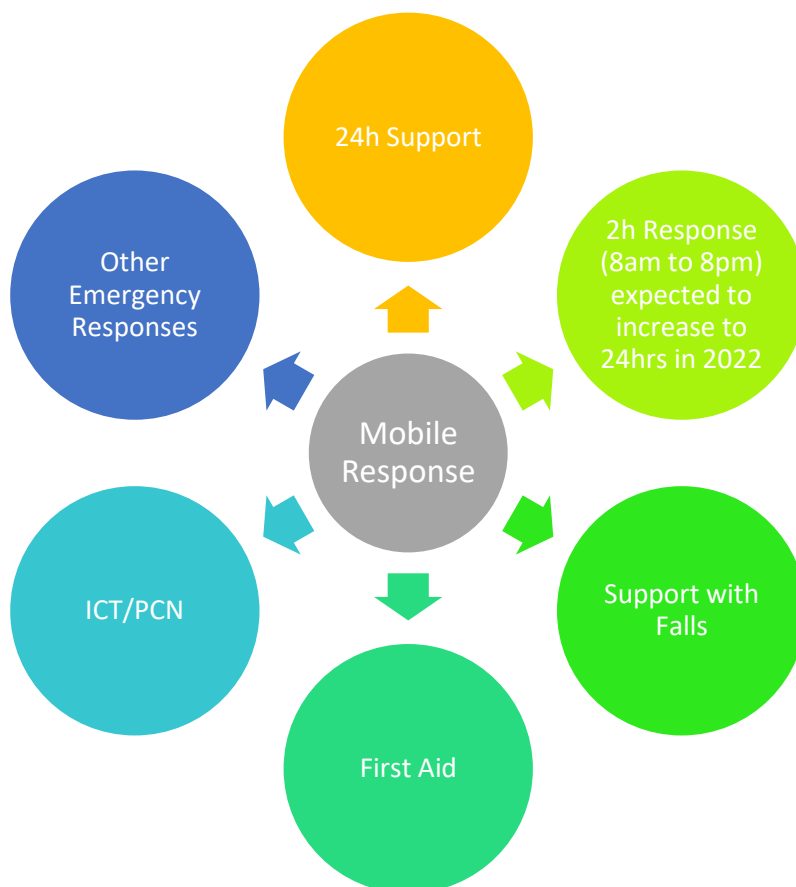 24h Support
2h Response
(8am to 8pm)
expected to
increase to
24hrs in 2022
Other
Emergency
Responses
Mobile
Response
ICT/PCN
Support with
Falls
First Aid